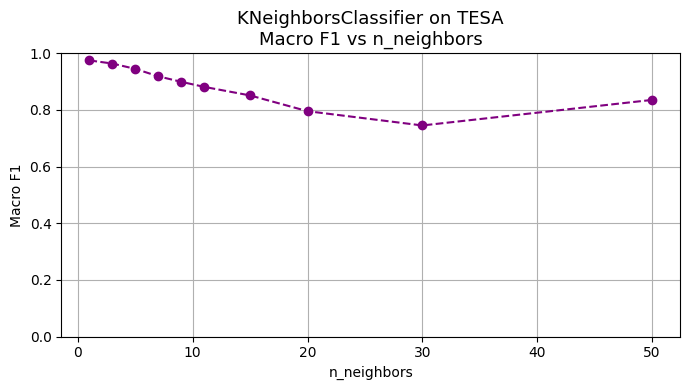 KNeighborsClassifier on TESA
Macro F1 vs n_neighbors
1.0
0.8
0.6
0.4
0.2
0.0
Macro F1
0 10 20 30 40 50
n_neighbors